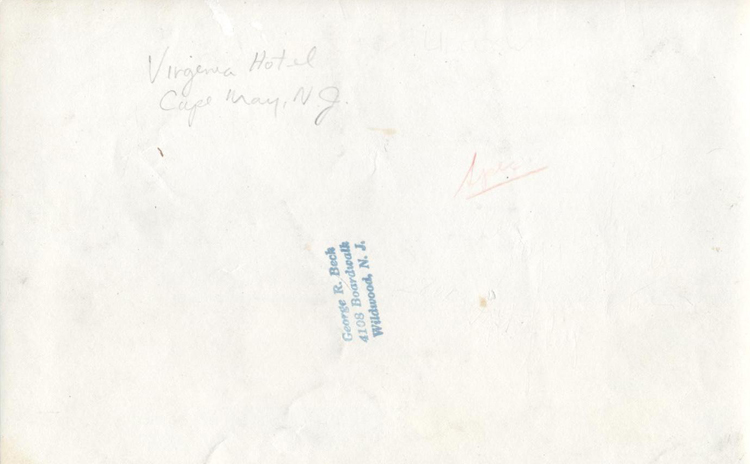 Virginia Hotel
Cape May, N.J.
George R. Beck
4108 Boardwalk
Wildwood, N. J.